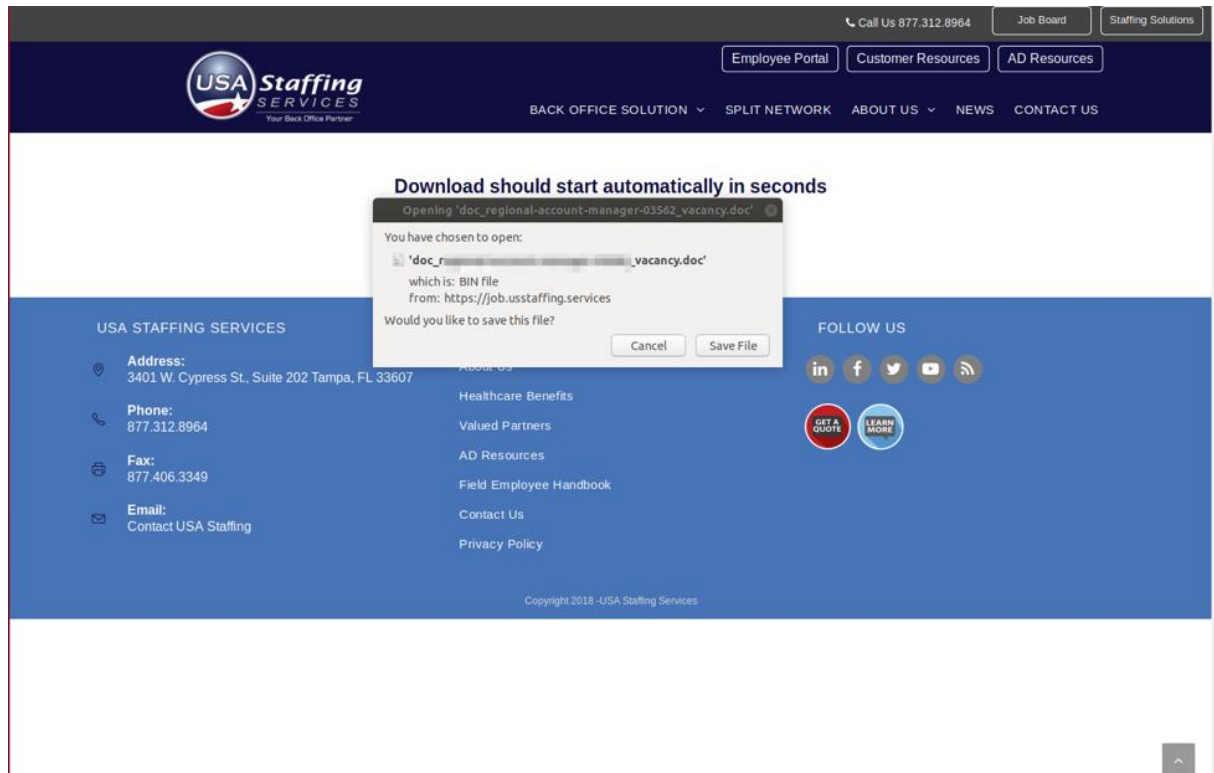 Call Us 877.312.8964
Job Board
Staffing Solutions
USA Staffing
SERVICES
Your Back Office Partner
Employee Portal
Customer Resources
AD Resources
BACK OFFICE SOLUTION
SPLIT NETWORK
ABOUT US
NEWS
CONTACT US
Download should start automatically in seconds
Opening 'doc_regional-account-manager-03562_vacancy.doc'
You have chosen to open:
'doc_r _vacancy.doc'
which is: BIN file
from: https://job.usstaffing.services
Would you like to save this file?
Cancel
Save File
USA STAFFING SERVICES
Address:
3401 W. Cypress St., Suite 202 Tampa, FL 33607
Phone:
877.312.8964
Fax:
877.406.3349
Email:
Contact USA Staffing
About Us
Healthcare Benefits
Valued Partners
AD Resources
Field Employee Handbook
Contact Us
Privacy Policy
FOLLOW US
in
f
GET A
QUOTE
LEARN
MORE
Copyright 2018 -USA Staffing Services